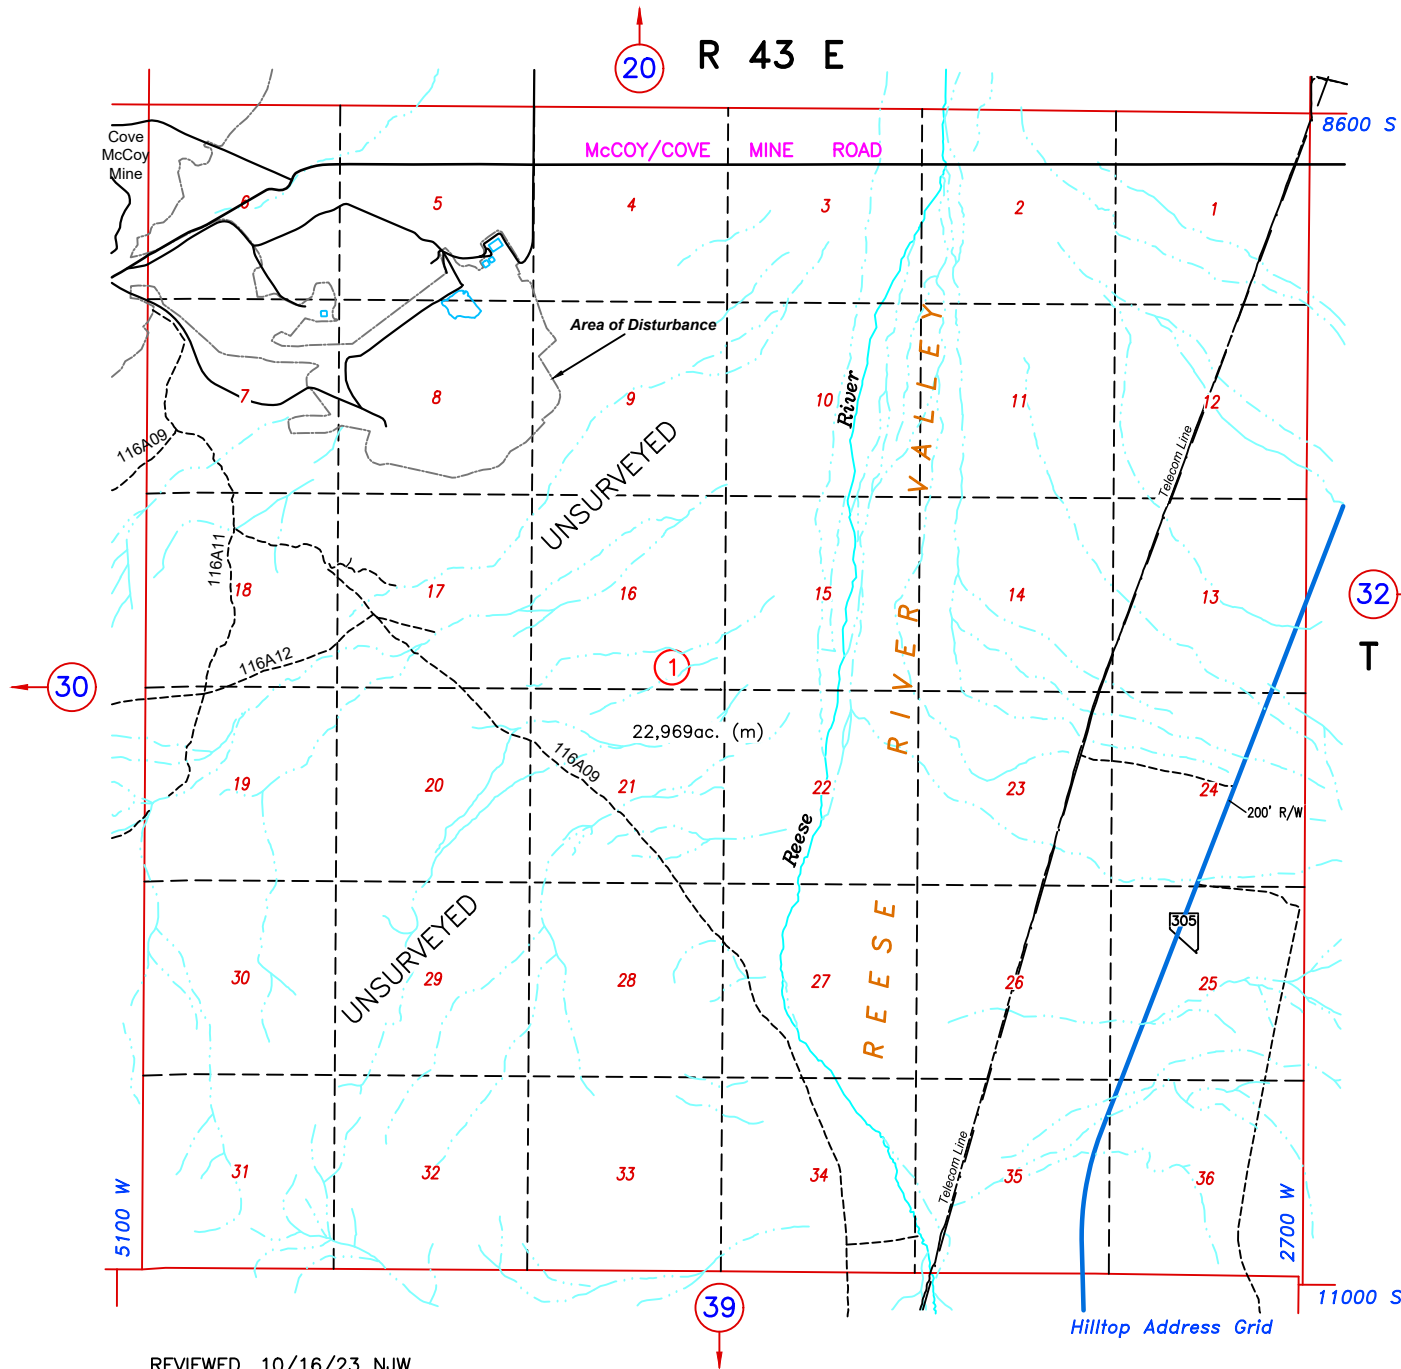 20
R 43 E
8600 S
Cove
McCoy
Mine
McCOY/COVE MINE ROAD
6
5
4
3
2
1
Area of Disturbance
7
8
9
10
11
12
River
VALLEY
116A09
UNSURVEYED
Telecom Line
116A11
18
17
16
15
14
13
32
T
RIVER
116A12
1
30
22,969ac. (m)
116A09
19
20
21
22
23
24
200' R/W
Reese
UNSURVEYED
REESE
305
30
29
28
27
26
25
Telecom Line
31
32
33
34
35
36
5100 W
2700 W
11000 S
39
Hilltop Address Grid
REVIEWED 10/16/23 NJW